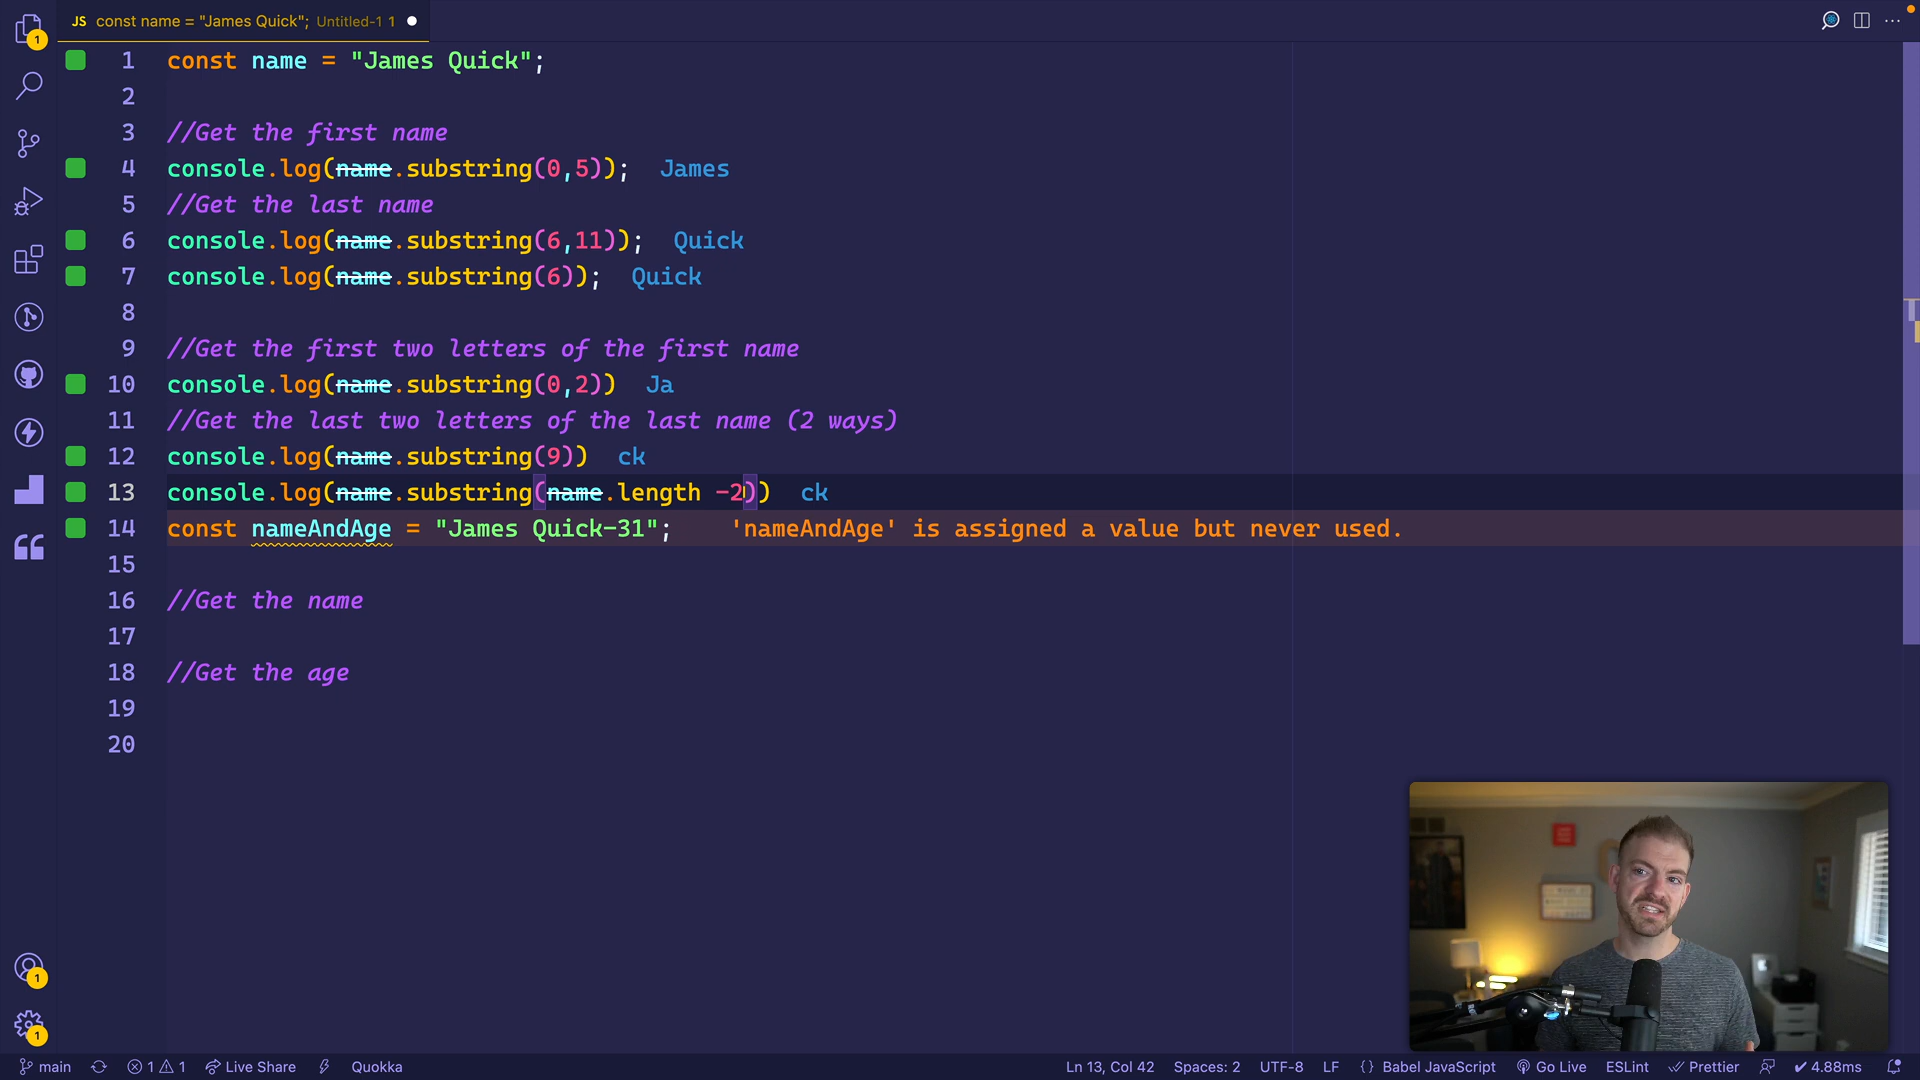 JS const name = "James Quick"; Untitled-1 1
1 const name = "James Quick";
2
3 //Get the first name
4 console.log(name.substring(0,5)); James
5 //Get the last name
6 console.log(name.substring(6,11)); Quick
7 console.log(name.substring(6)); Quick
8
9 //Get the first two letters of the first name
10 console.log(name.substring(0,2)) Ja
11 //Get the last two letters of the last name (2 ways)
12 console.log(name.substring(9)) ck
13 console.log(name.substring(name.length -2)) ck
14 const nameAndAge = "James Quick-31"; 'nameAndAge' is assigned a value but never used.
15
16 //Get the name
17
18 //Get the age
19
20
1
1
1
main 1 1 Live Share Quokka Ln 13, Col 42 Spaces: 2 UTF-8 LF {} Babel JavaScript Go Live ESLint Prettier 4.88ms